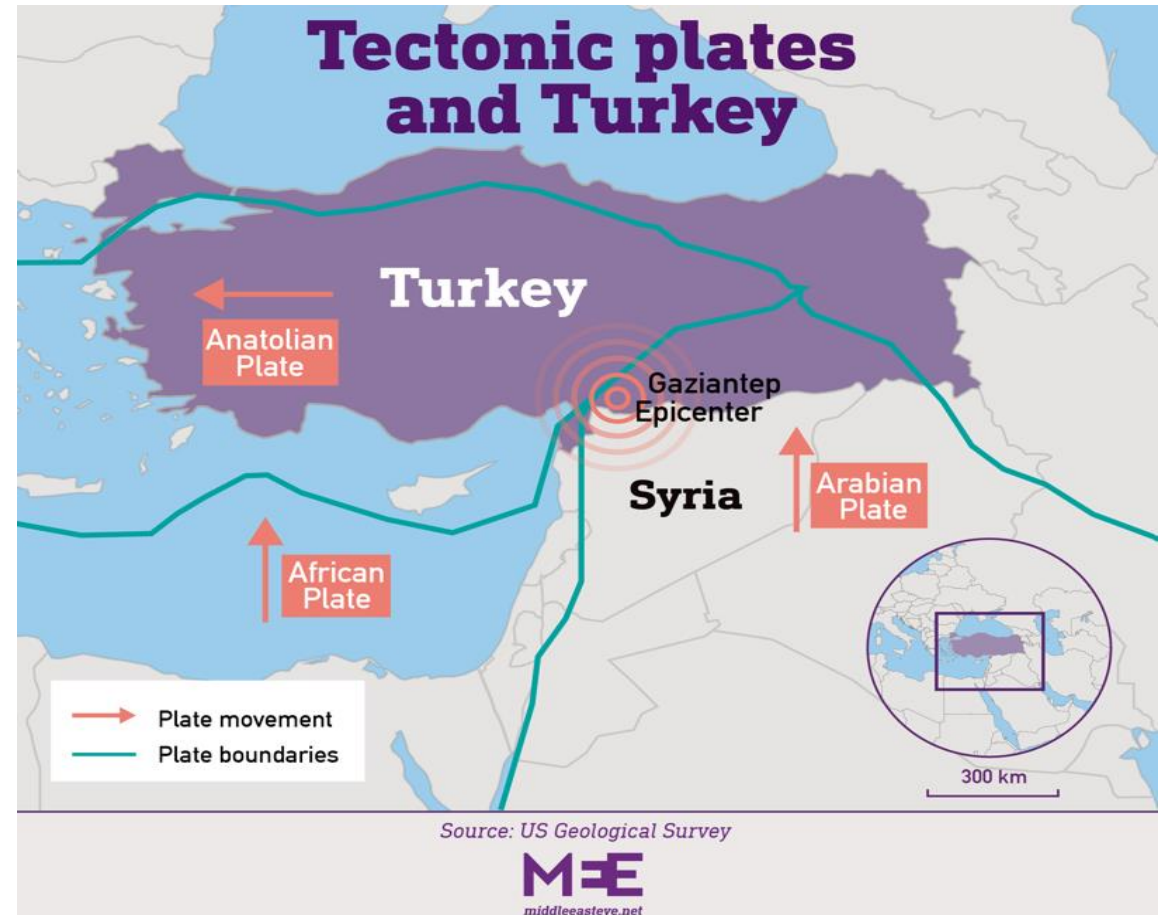 Tectonic plates
and Turkey
Turkey
Anatolian
Plate
Gaziantep
Epicenter
Syria
Arabian
Plate
African
Plate
Plate movement
Plate boundaries
300 km
Source: US Geological Survey
MEE
middleeasteye.net